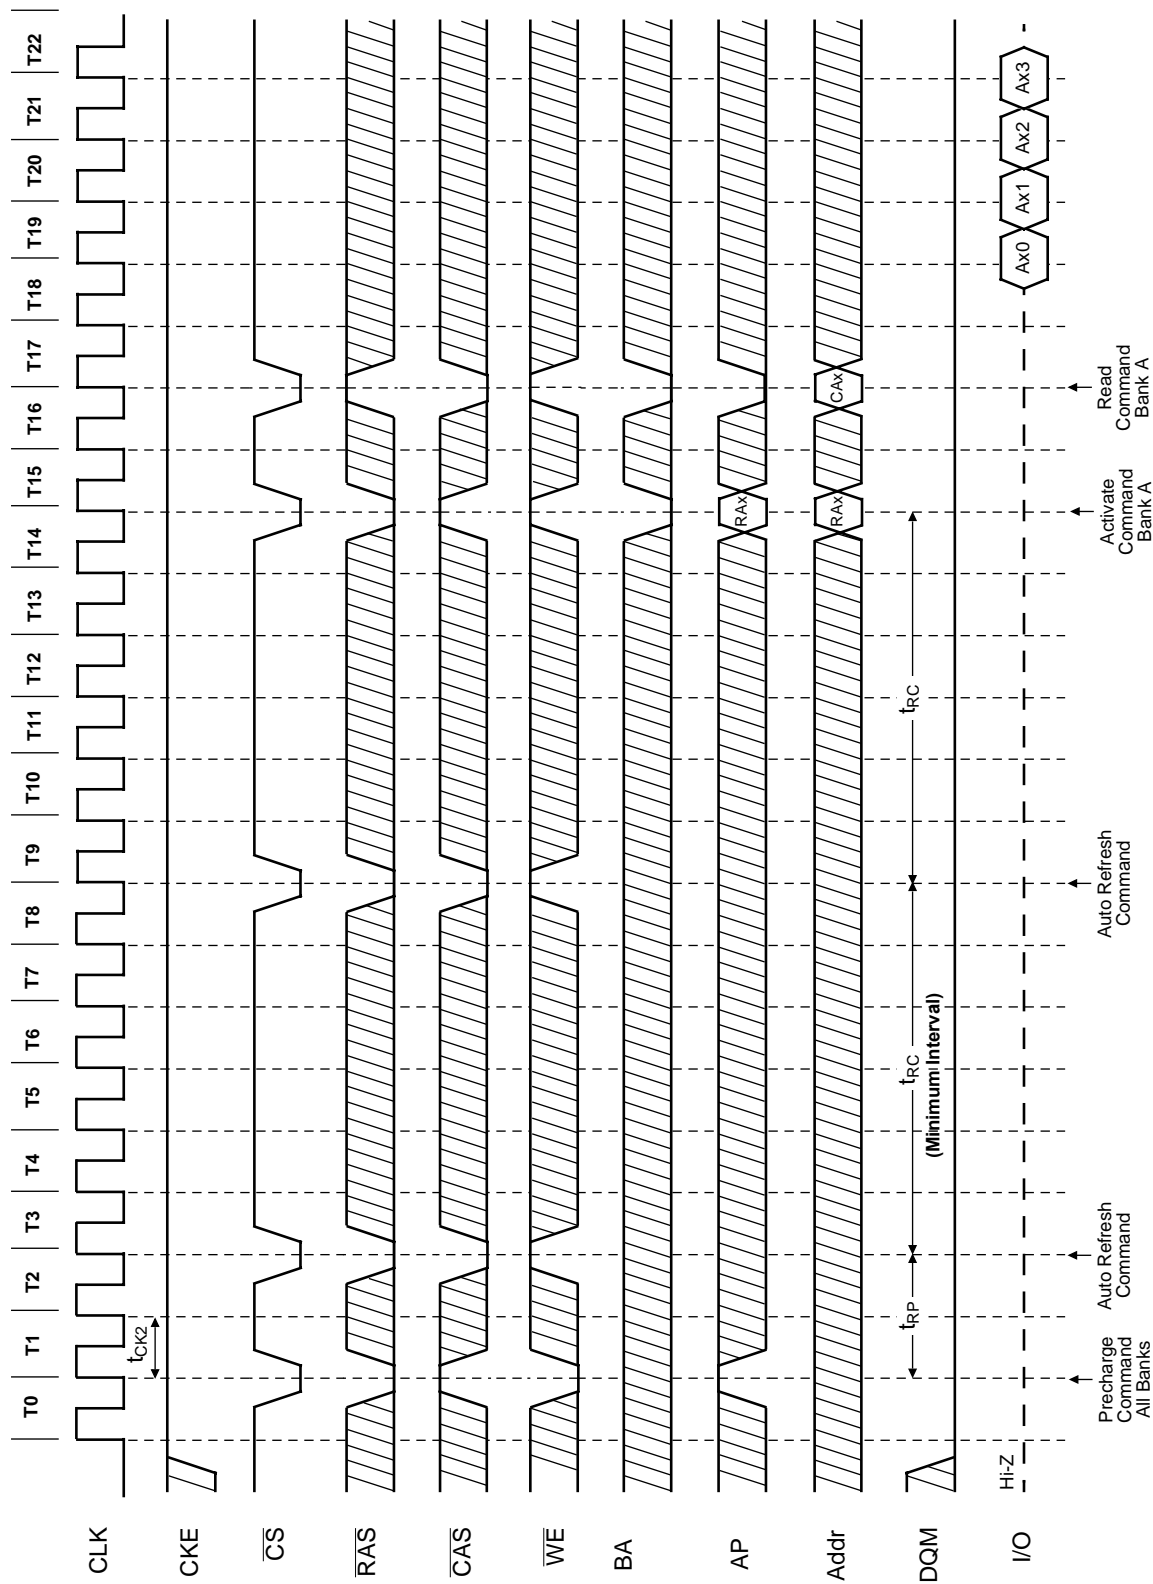 T0 T1 T2 T3 T4 T5 T6 T7 T8 T9 T10 T11 T12 T13 T14 T15 T16 T17 T18 T19 T20 T21 T22
CLK
tCK2
CKE
CS
RAS
CAS
WE
BA
AP
RAx
Addr
RAx CAx
DQM
tRP tRC tRC
(Minimum Interval)
I/O
Hi-Z
Ax0 Ax1 Ax2 Ax3
Precharge
Command
All Banks
Auto Refresh
Command
Auto Refresh
Command
Activate
Command
Bank A
Read
Command
Bank A